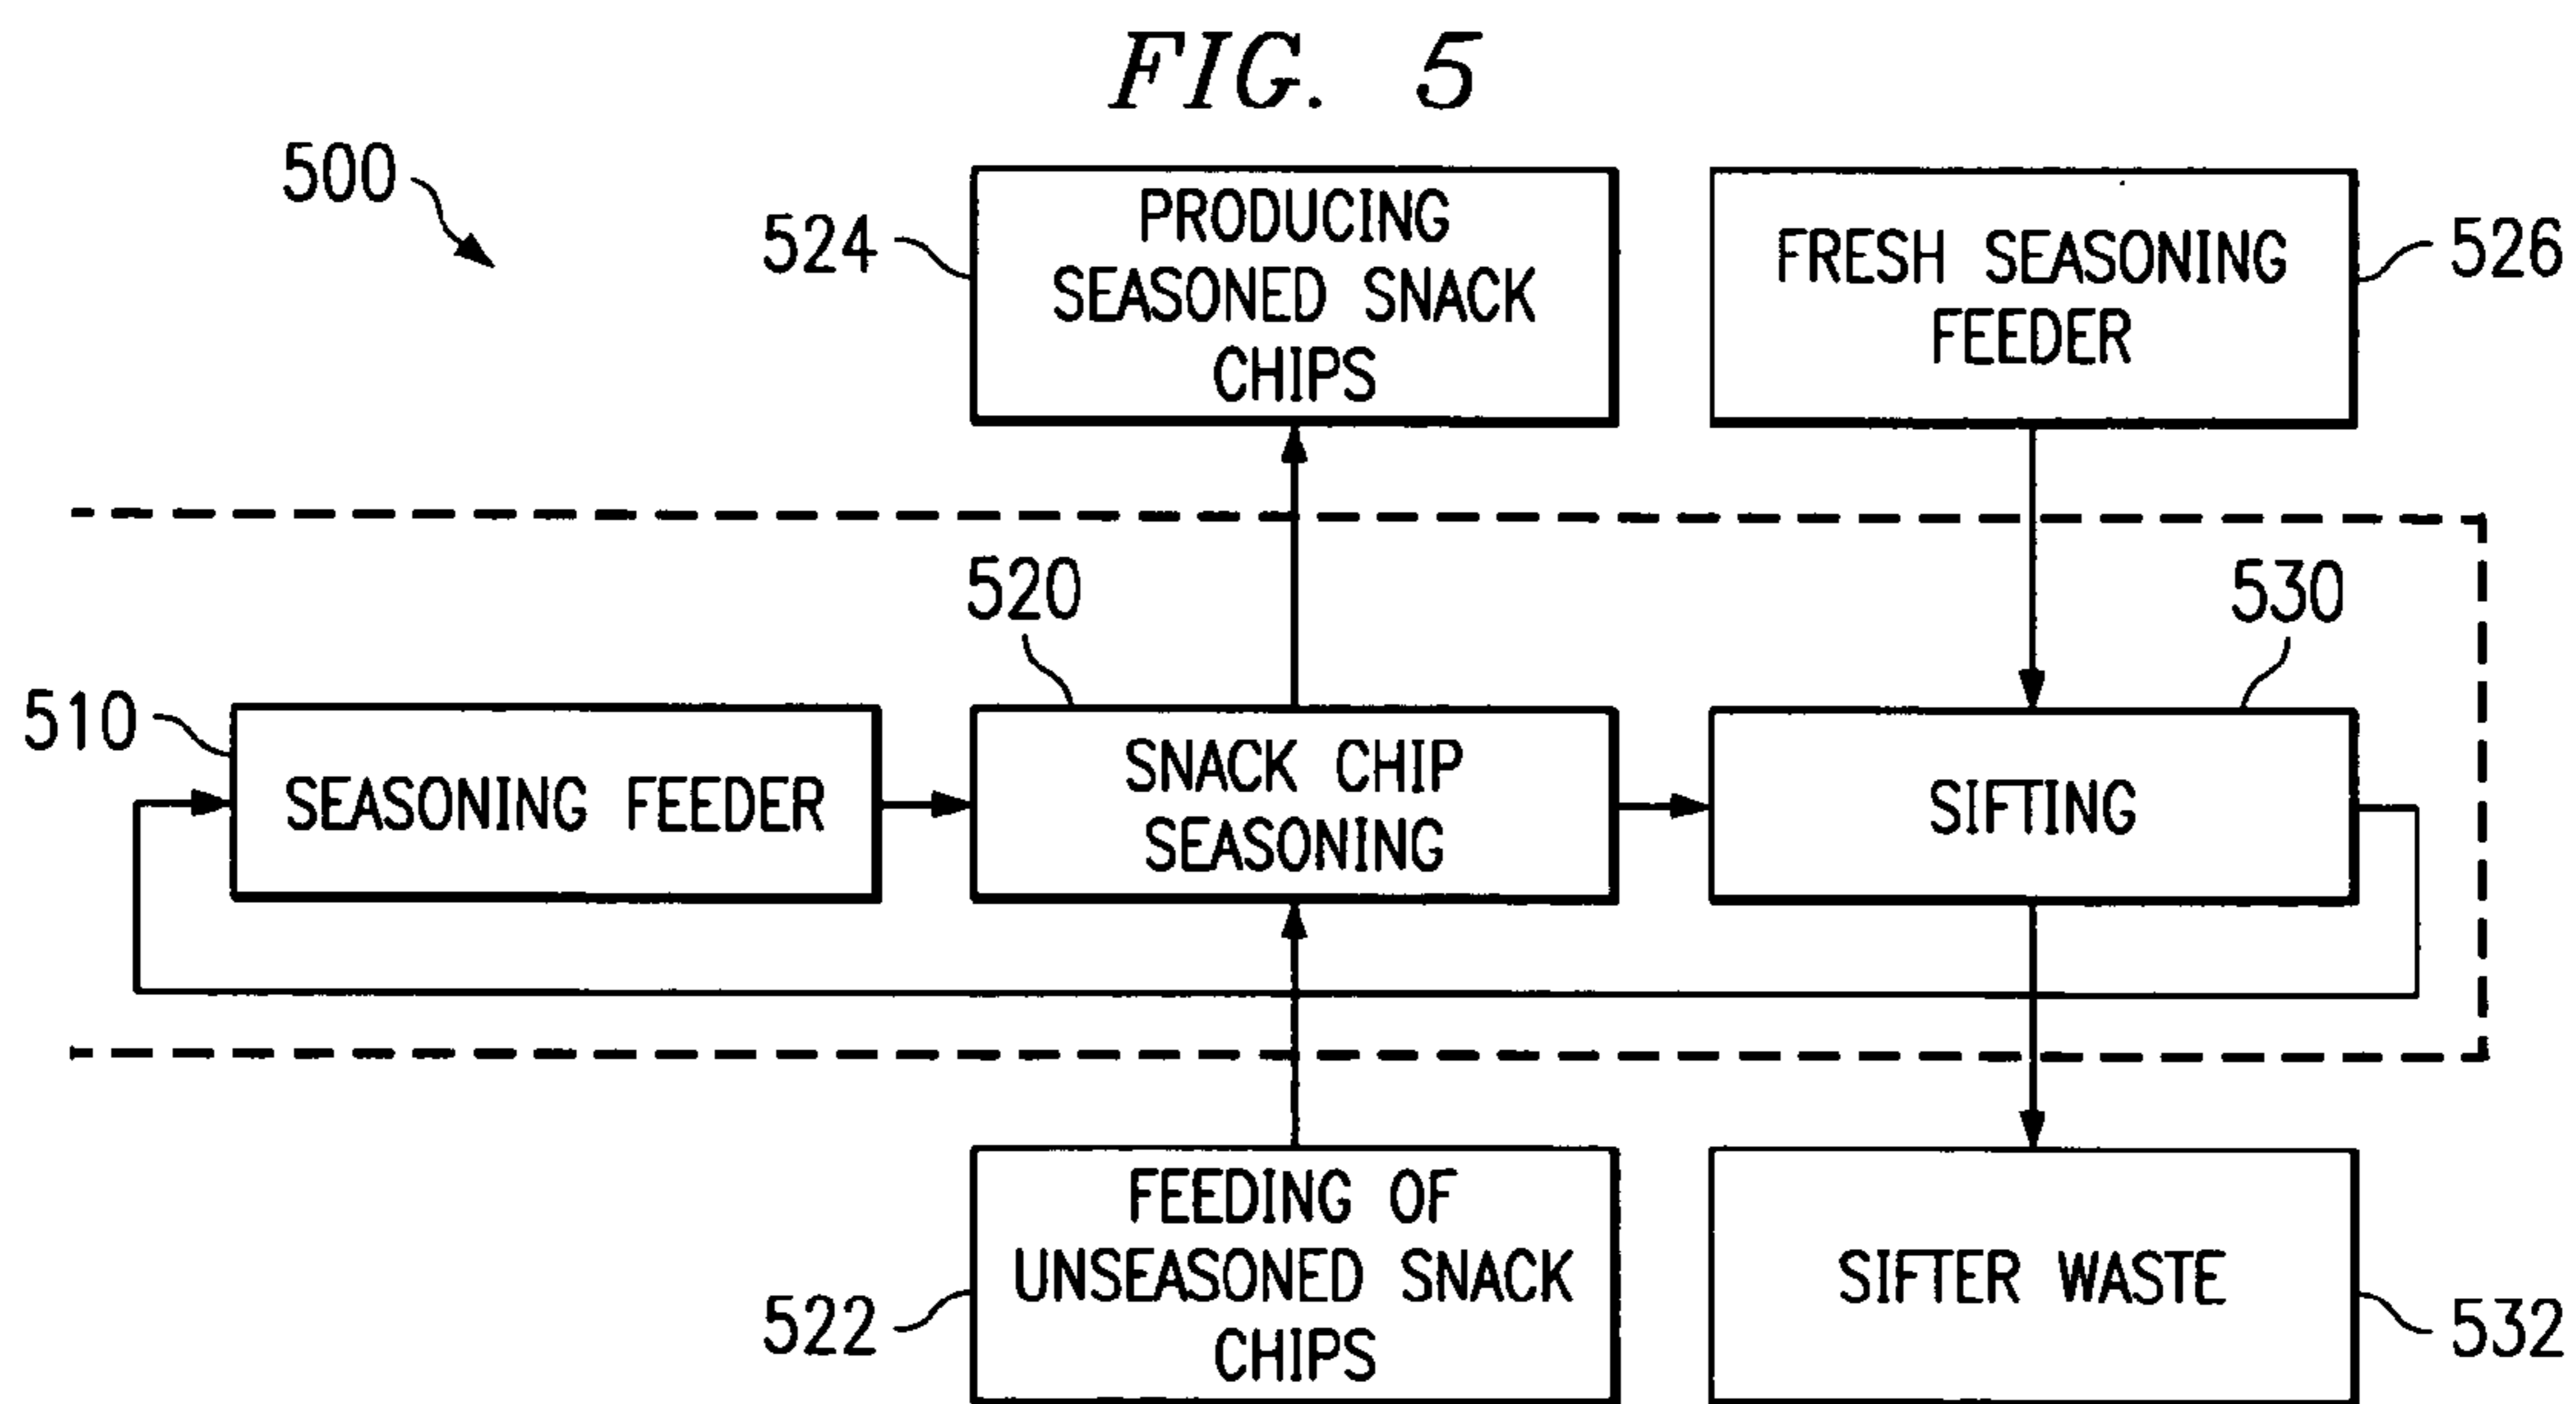 FIG. 5
500
524
PRODUCING
SEASONED SNACK
CHIPS
FRESH SEASONING
FEEDER
526
520
530
510
SEASONING FEEDER
SNACK CHIP
SEASONING
SIFTING
522
FEEDING OF
UNSEASONED SNACK
CHIPS
SIFTER WASTE
532